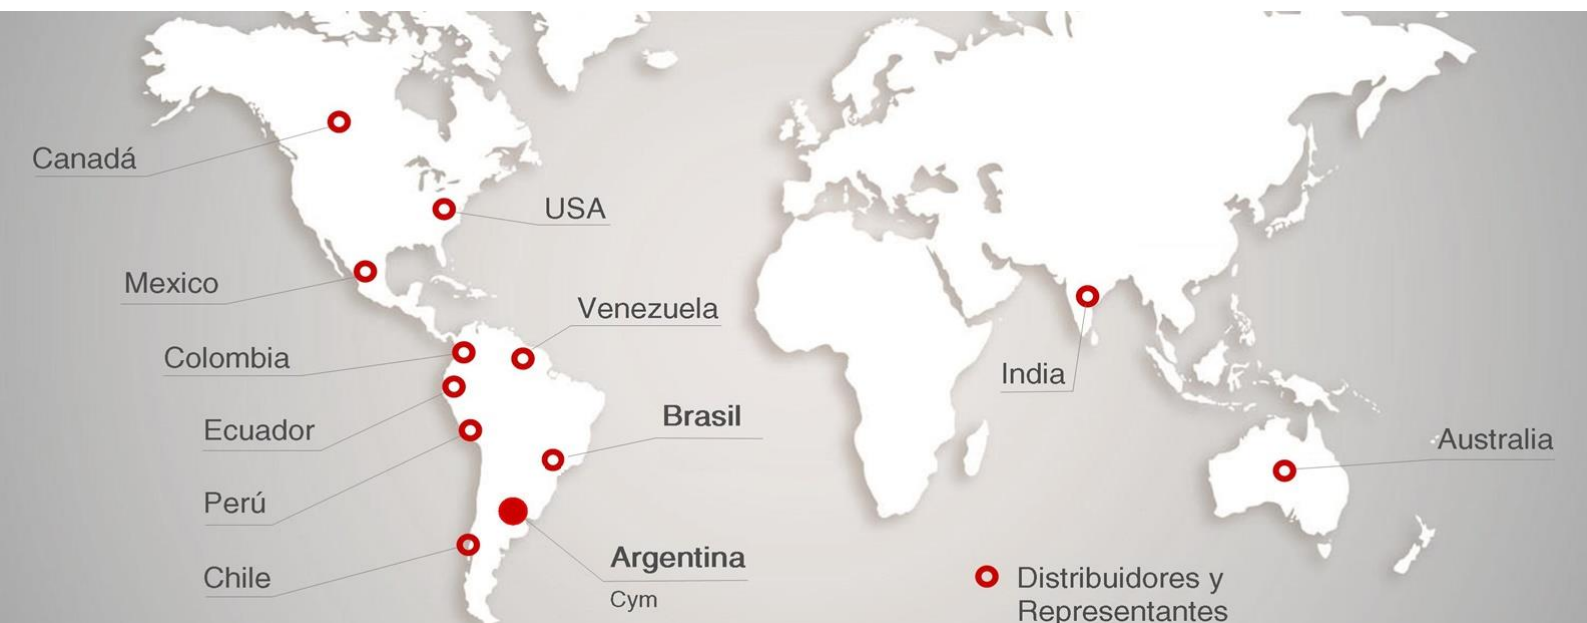 Canadá
USA
Mexico
Venezuela
Colombia
India
Brasil
Ecuador
Australia
Perú
Argentina
Cym
Chile
Distribuidores y
Representantes